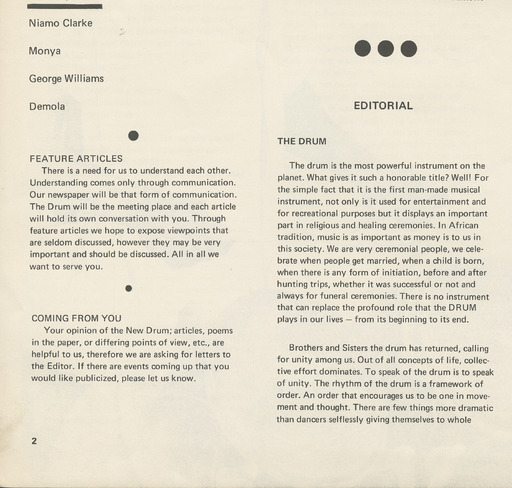 Niamo Clarke
Monya
George Williams
Demola
FEATURE ARTICLES
There is a need for us to understand each other.
Understanding comes only through communication.
Our newspaper will be that form of communication.
The Drum will be the meeting place and each article
will hold its own conversation with you. Through
feature articles we hope to expose viewpoints that
are seldom discussed, however they may be very
important and should be discussed. All in all we
want to serve you.
COMING FROM YOU
Your opinion of the New Drum; articles, poems
in the paper, or differing points of view, etc., are
helpful to us, therefore we are asking for letters to
the Editor. If there are events coming up that you
would like publicized, please let us know.
2
EDITORIAL
THE DRUM
The drum is the most powerful instrument on the
planet. What gives it such a honorable title? Well! For
the simple fact that it is the first man-made musical
instrument, not only is it used for entertainment and
for recreational purposes but it displays an important
part in religious and healing ceremonies. In African
tradition, music is as important as money is to us in
this society. We are very ceremonial people, we cele-
brate when people get married, when a child is born,
when there is any form of initiation, before and after
hunting trips, whether it was successful or not and
always for funeral ceremonies. There is no instrument
that can replace the profound role that the DRUM
plays in our lives — from its beginning to its end.
Brothers and Sisters the drum has returned, calling
for unity among us. Out of all concepts of life, collec-
tive effort dominates. To speak of the drum is to speak
of unity. The rhythm of the drum is a framework of
order. An order that encourages us to be one in move-
ment and thought. There are few things more dramatic
than dancers selflessly giving themselves to whole